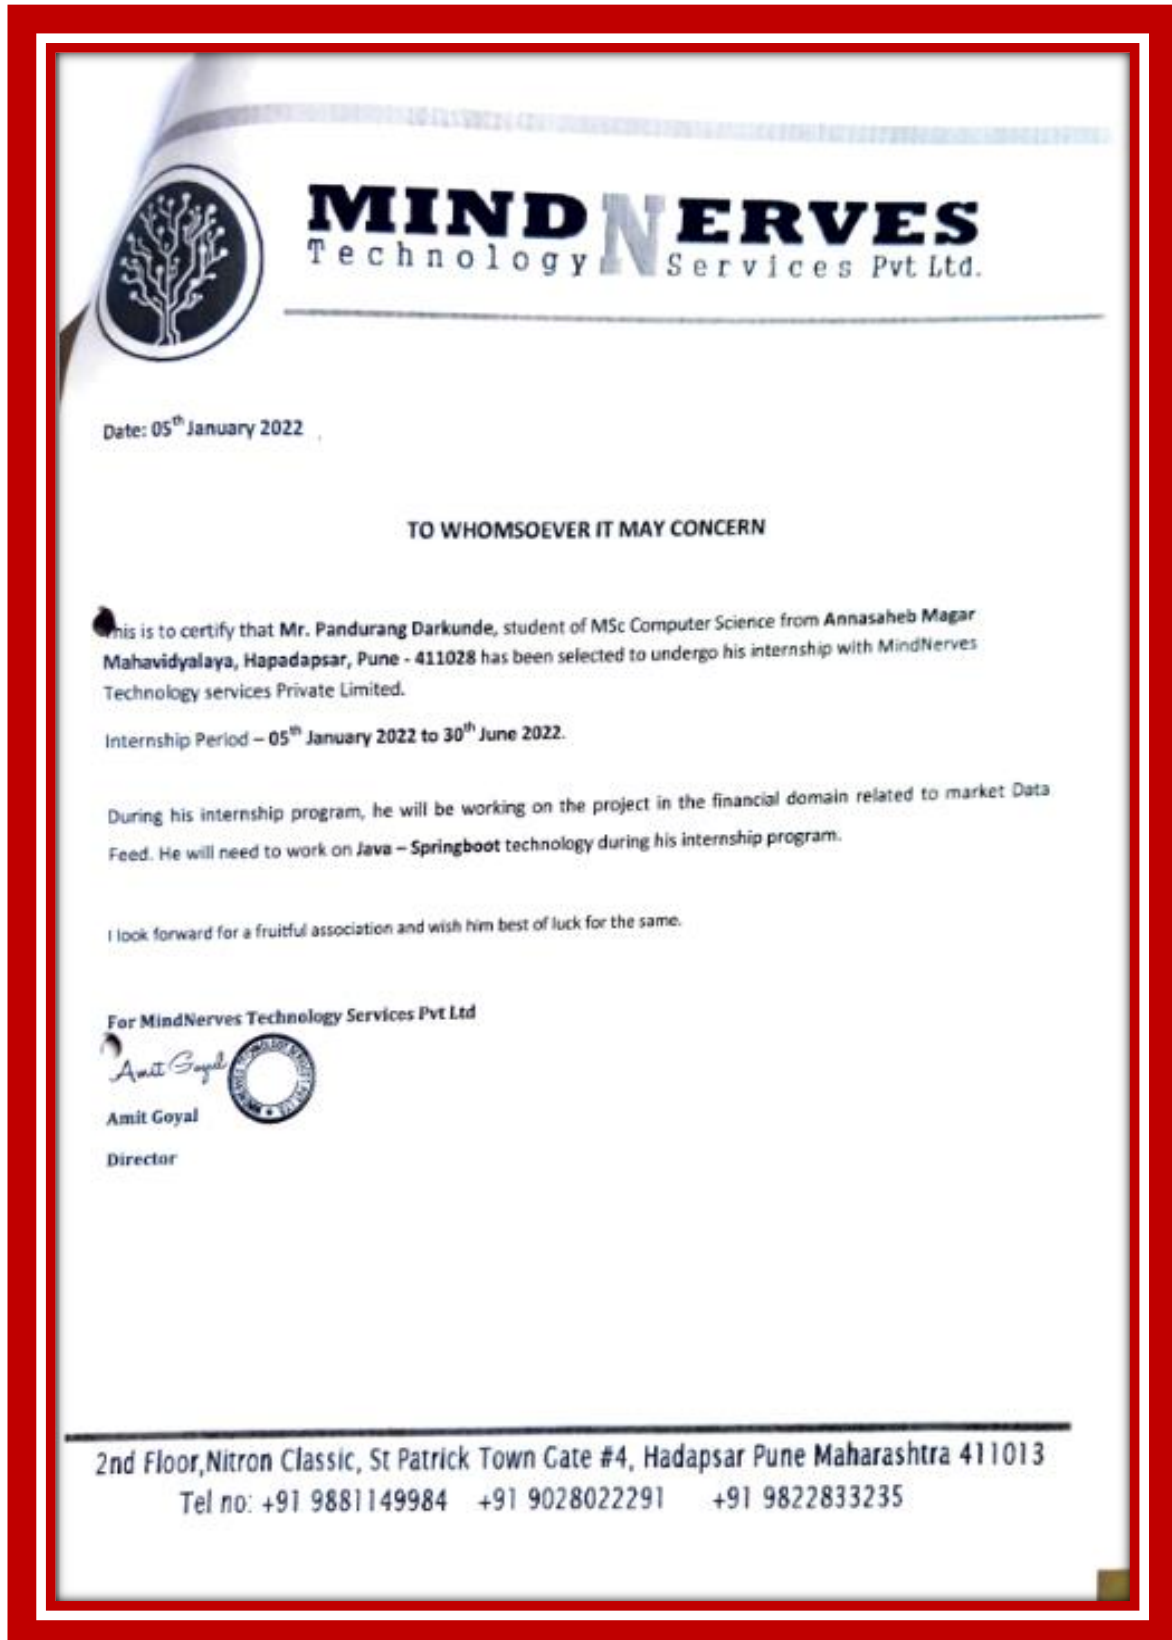 MINDNERVES
Technology Services Pvt Ltd.
Date: 05th January 2022
TO WHOMSOEVER IT MAY CONCERN
This is to certify that Mr. Pandurang Darkunde, student of MSc Computer Science from Annasaheb Magar
Mahavidyalaya, Hapadapsar, Pune - 411028 has been selected to undergo his internship with MindNerves
Technology services Private Limited.
Internship Period – 05th January 2022 to 30th June 2022.
During his internship program, he will be working on the project in the financial domain related to market Data
Feed. He will need to work on Java – Springboot technology during his internship program.
I look forward for a fruitful association and wish him best of luck for the same.
For MindNerves Technology Services Pvt Ltd
Amit Goyal
Amit Goyal
Director
2nd Floor,Nitron Classic, St Patrick Town Gate #4, Hadapsar Pune Maharashtra 411013
Tel no: +91 9881149984 +91 9028022291 +91 9822833235